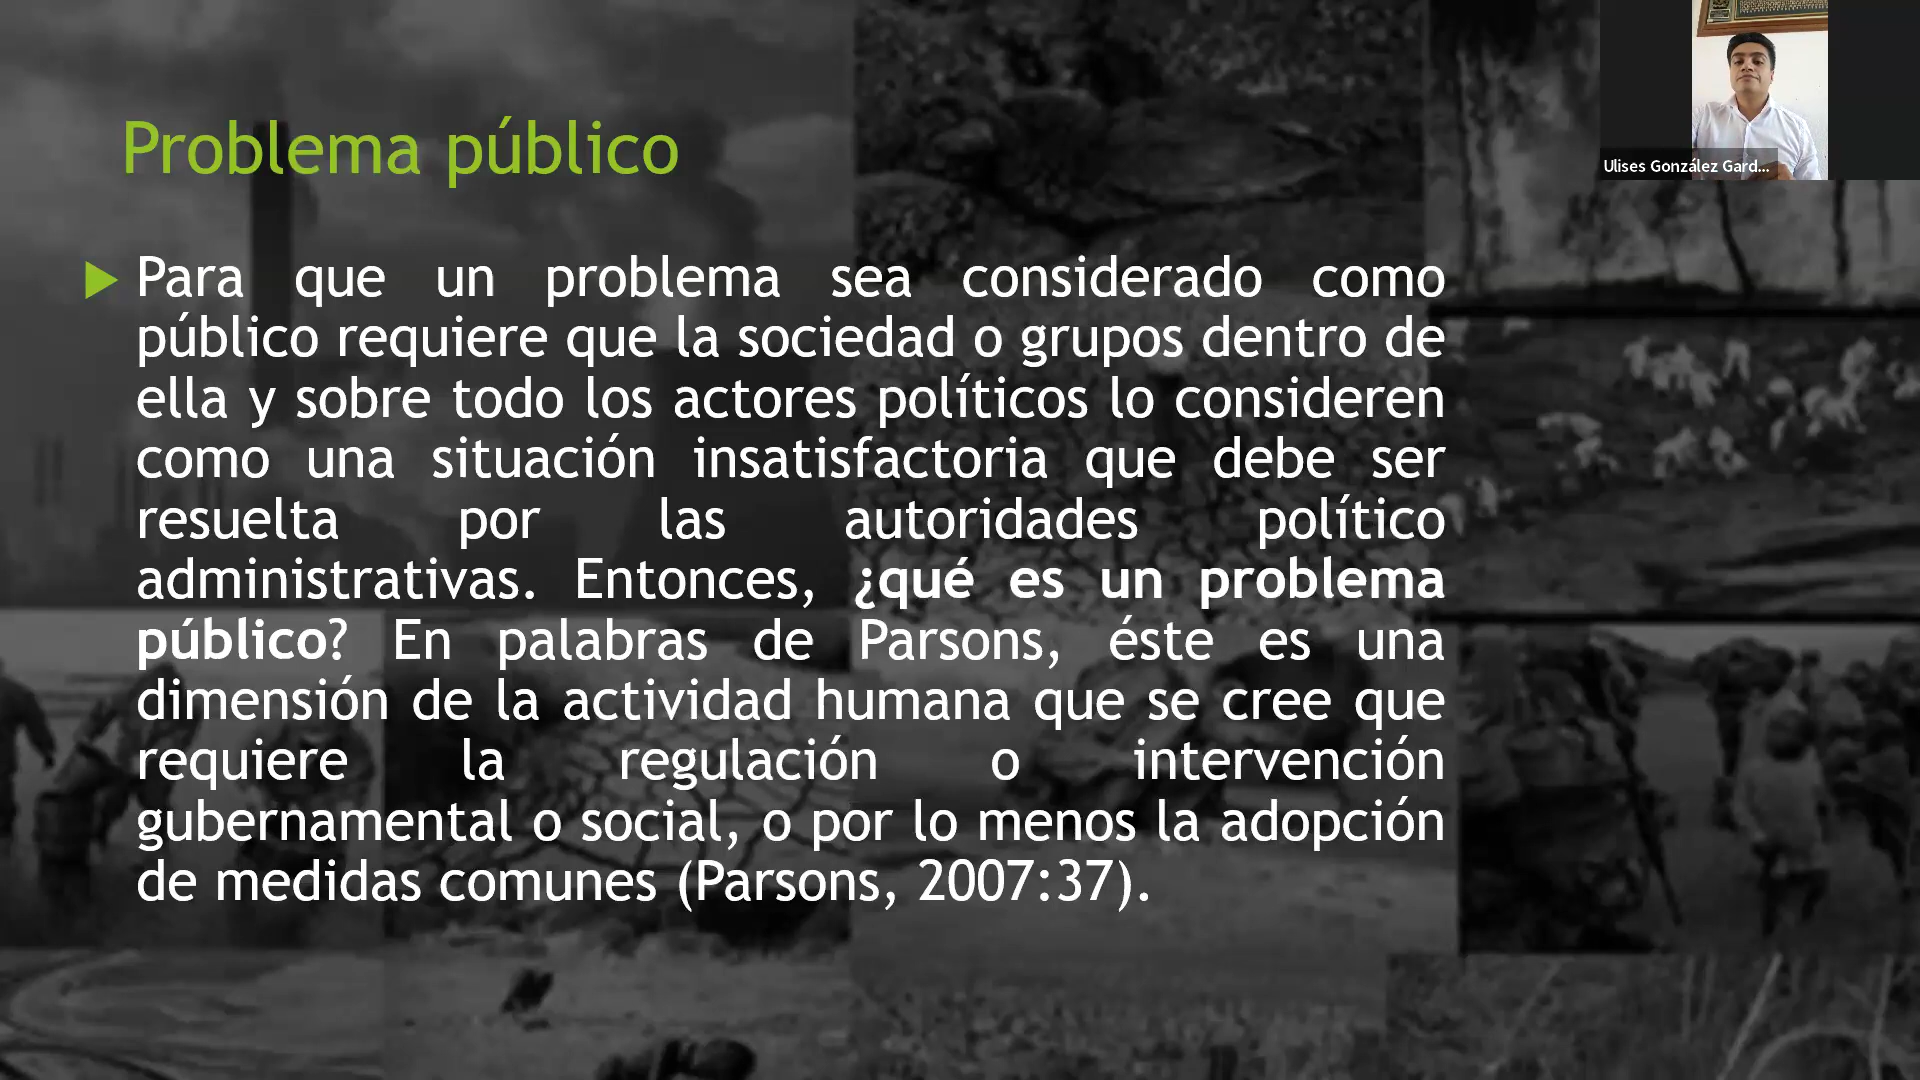 Problema público
Ulises González Gard...
Para que un problema sea considerado como
público requiere que la sociedad o grupos dentro de
ella y sobre todo los actores políticos lo consideren
como una situación insatisfactoria que debe ser
resuelta por las autoridades político
administrativas. Entonces, ¿qué es un problema
público? En palabras de Parsons, éste es una
dimensión de la actividad humana que se cree que
requiere la regulación o intervención
gubernamental o social, o por lo menos la adopción
de medidas comunes (Parsons, 2007:37).